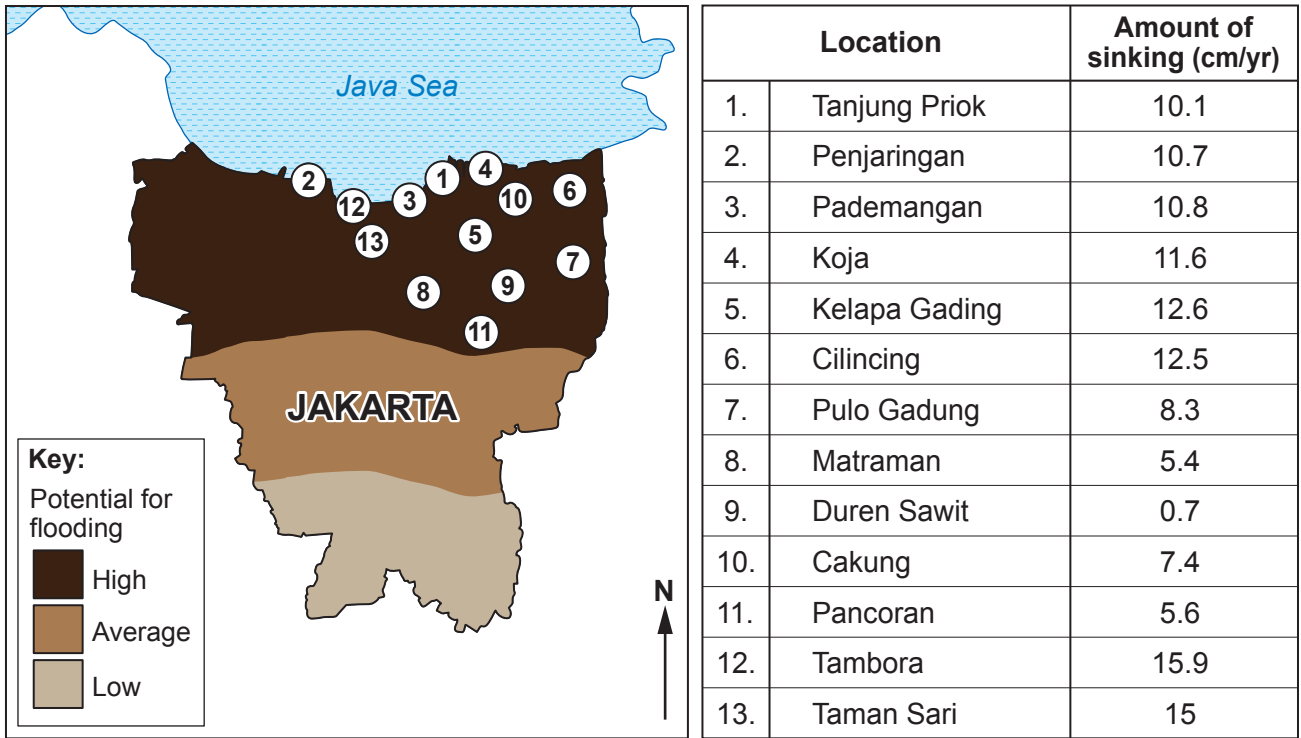 Java Sea
2
12
13
3
1
4
10
6
5
7
8
9
11
JAKARTA
Key:
Potential for
flooding
High
Average
Low
N
Location Amount of
sinking (cm/yr)
1. Tanjung Priok 10.1
2. Penjaringan 10.7
3. Pademangan 10.8
4. Koja 11.6
5. Kelapa Gading 12.6
6. Cilincing 12.5
7. Pulo Gadung 8.3
8. Matraman 5.4
9. Duren Sawit 0.7
10. Cakung 7.4
11. Pancoran 5.6
12. Tambora 15.9
13. Taman Sari 15